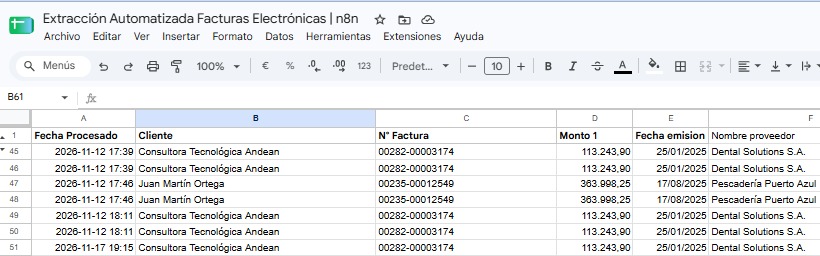 Extracción Automatizada Facturas Electrónicas | n8n
Archivo Editar Ver Insertar Formato Datos Herramientas Extensiones Ayuda
Menús 100% € % .0 .00 123 Predet... − 10 + B I S A
B61 fx
A B C D E F
1 Fecha Procesado Cliente N° Factura Monto 1 Fecha emision Nombre proveedor
45 2026-11-12 17:39 Consultora Tecnológica Andean 00282-00003174 113.243,90 25/01/2025 Dental Solutions S.A.
46 2026-11-12 17:39 Consultora Tecnológica Andean 00282-00003174 113.243,90 25/01/2025 Dental Solutions S.A.
47 2026-11-12 17:46 Juan Martín Ortega 00235-00012549 363.998,25 17/08/2025 Pescadería Puerto Azul
48 2026-11-12 17:46 Juan Martín Ortega 00235-00012549 363.998,25 17/08/2025 Pescadería Puerto Azul
49 2026-11-12 18:11 Consultora Tecnológica Andean 00282-00003174 113.243,90 25/01/2025 Dental Solutions S.A.
50 2026-11-12 18:11 Consultora Tecnológica Andean 00282-00003174 113.243,90 25/01/2025 Dental Solutions S.A.
51 2026-11-17 19:15 Consultora Tecnológica Andean 00282-00003174 113.243,90 25/01/2025 Dental Solutions S.A.